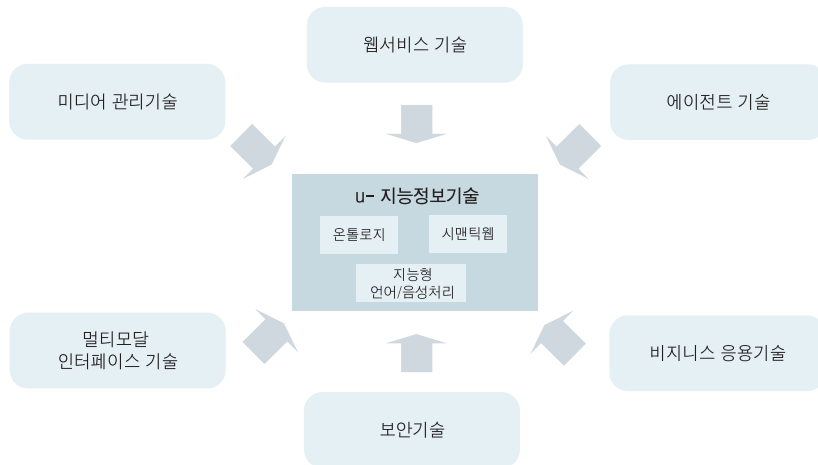 웹서비스 기술
미디어 관리기술
에이전트 기술
u- 지능정보기술
온톨로지
시맨틱웹
지능형
언어/음성처리
멀티모달
인터페이스 기술
비지니스 응용기술
보안기술